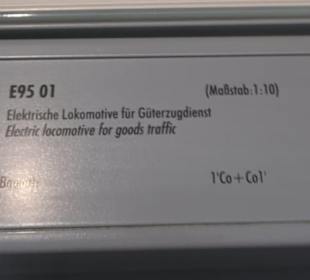 E95 01 (Maßstab:1:10)
Elektrische Lokomotive für Güterzugdienst
Electric locomotive for goods traffic
1'Co+Co1'